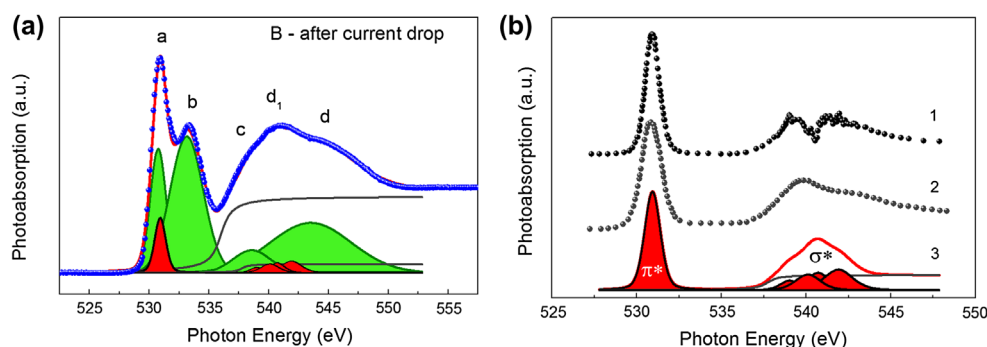 (a)
B - after current drop
a
b
c
d₁
d
Photoabsorption (a.u.)
525 530 535 540 545 550 555
Photon Energy (eV)
(b)
1
2
3
π*
σ*
Photoabsorption (a.u.)
525 530 535 540 545 550
Photon Energy (eV)